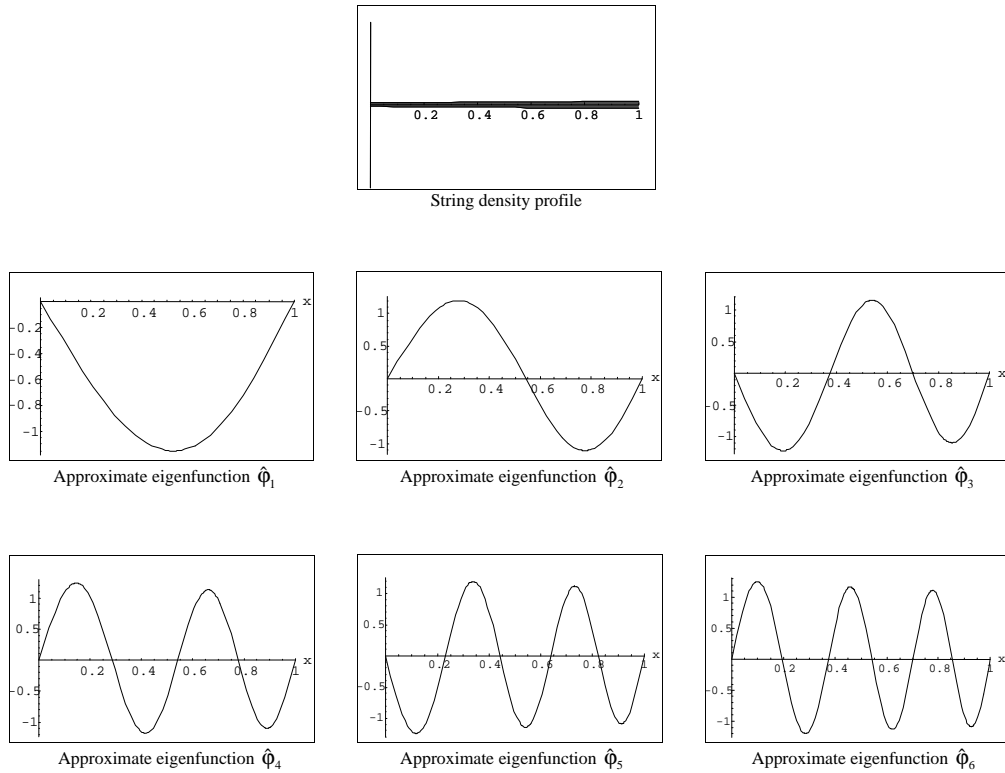 0.2 0.4 0.6 0.8 1
String density profile
x
0.2 0.4 0.6 0.8 1
-0.2
-0.4
-0.6
-0.8
-1
Approximate eigenfunction φ̂1
1
0.5
x
0.2 0.4 0.6 0.8 1
-0.5
-1
Approximate eigenfunction φ̂2
1
0.5
x
0.2 0.4 0.6 0.8 1
-0.5
-1
Approximate eigenfunction φ̂3
1
0.5
x
0.2 0.4 0.6 0.8 1
-0.5
-1
Approximate eigenfunction φ̂4
1
0.5
x
0.2 0.4 0.6 0.8 1
-0.5
-1
Approximate eigenfunction φ̂5
1
0.5
x
0.2 0.4 0.6 0.8 1
-0.5
-1
Approximate eigenfunction φ̂6